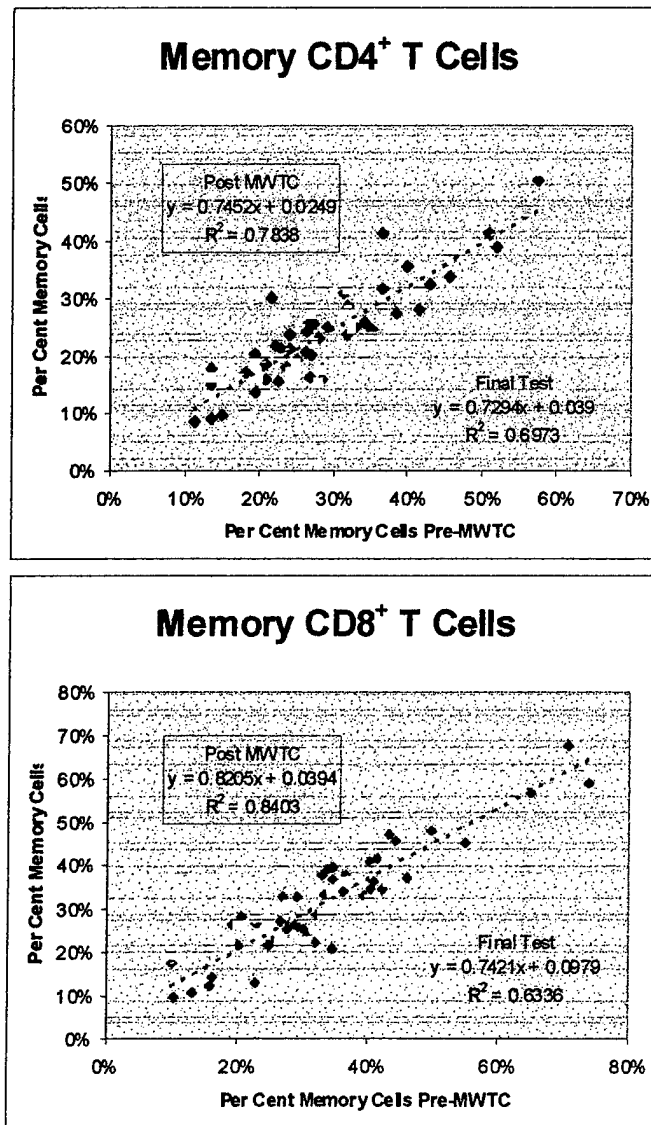 Memory CD4⁺ T Cells
60%
50%
40%
30%
20%
10%
0%
Per Cent Memory Cells
Post MWTC
y = 0.7452x + 0.0249
R² = 0.7838
Final Test
y = 0.7294x + 0.039
R² = 0.6973
0% 10% 20% 30% 40% 50% 60% 70%
Per Cent Memory Cells Pre-MWTC
Memory CD8⁺ T Cells
80%
70%
60%
50%
40%
30%
20%
10%
0%
Per Cent Memory Cells
Post MWTC
y = 0.8205x + 0.0394
R² = 0.8403
Final Test
y = 0.7421x + 0.0979
R² = 0.6336
0% 20% 40% 60% 80%
Per Cent Memory Cells Pre-MWTC